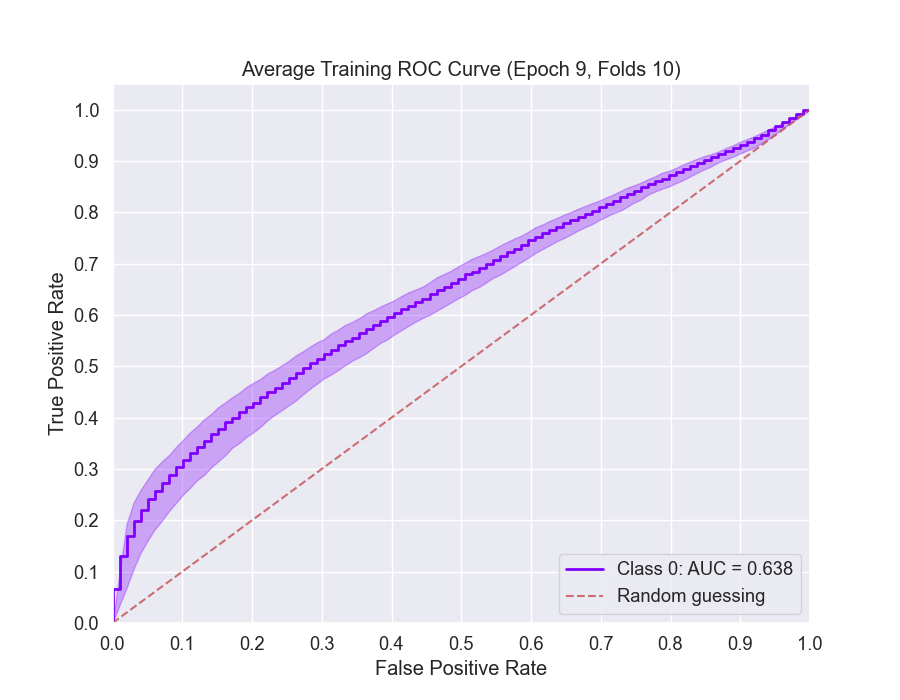 Average Training ROC Curve (Epoch 9, Folds 10)
1.0
0.9
0.8
0.7
0.6
0.5
0.4
0.3
0.2
0.1
0.0
True Positive Rate
Class 0: AUC = 0.638
Random guessing
0.0 0.1 0.2 0.3 0.4 0.5 0.6 0.7 0.8 0.9 1.0
False Positive Rate